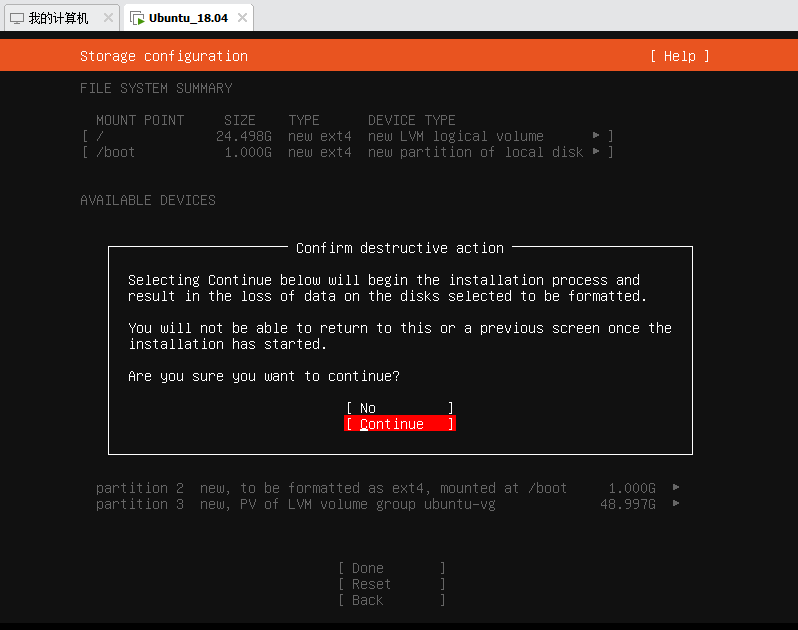 我的计算机 Ubuntu_18.04
Storage configuration [ Help ]
FILE SYSTEM SUMMARY
MOUNT POINT SIZE TYPE DEVICE TYPE
[ / 24.498G new ext4 new LVM logical volume ▸ ]
[ /boot 1.000G new ext4 new partition of local disk ▸ ]
AVAILABLE DEVICES
Confirm destructive action
Selecting Continue below will begin the installation process and
result in the loss of data on the disks selected to be formatted.
You will not be able to return to this or a previous screen once the
installation has started.
Are you sure you want to continue?
[ No ]
[ Continue ]
partition 2 new, to be formatted as ext4, mounted at /boot 1.000G ▸
partition 3 new, PV of LVM volume group ubuntu-vg 48.997G ▸
[ Done ]
[ Reset ]
[ Back ]